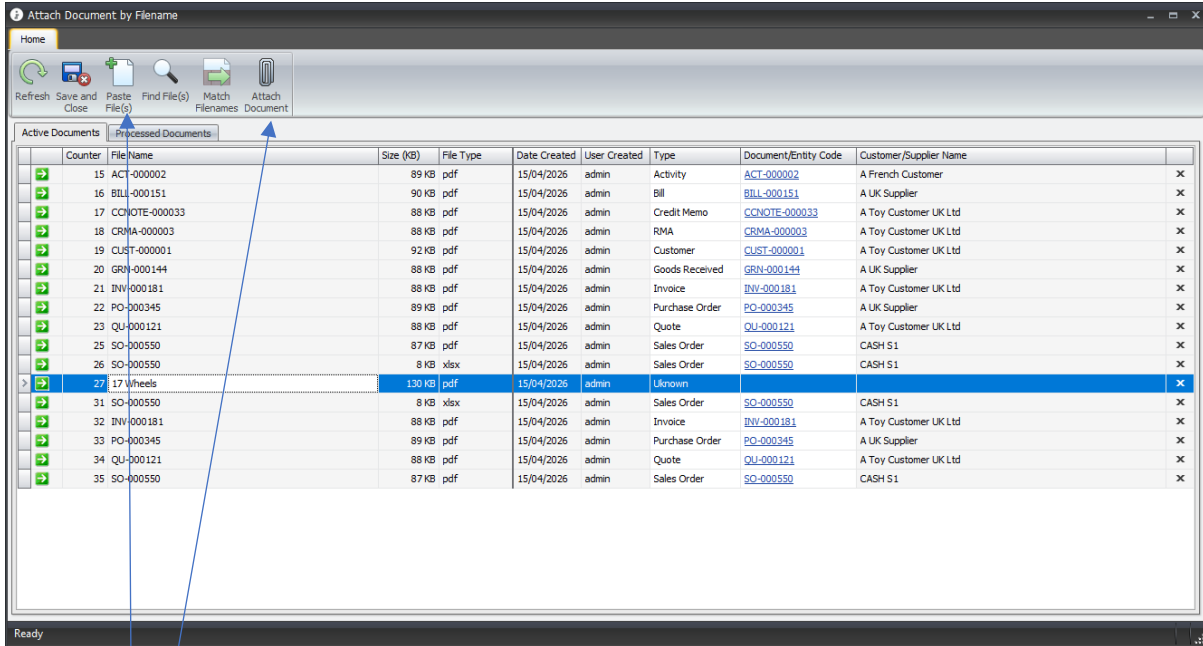 Attach Document by Filename
Home
Refresh Save and Close Paste File(s) Find File(s) Match Filenames Attach Document
Active Documents Processed Documents
Counter File Name Size (KB) File Type Date Created User Created Type Document/Entity Code Customer/Supplier Name
15 ACT-000002 89 KB pdf 15/04/2026 admin Activity ACT-000002 A French Customer x
16 BILL-000151 90 KB pdf 15/04/2026 admin Bill BILL-000151 A UK Supplier x
17 CCNOTE-000033 88 KB pdf 15/04/2026 admin Credit Memo CCNOTE-000033 A Toy Customer UK Ltd x
18 CRMA-000003 88 KB pdf 15/04/2026 admin RMA CRMA-000003 A Toy Customer UK Ltd x
19 CUST-000001 92 KB pdf 15/04/2026 admin Customer CUST-000001 A Toy Customer UK Ltd x
20 GRN-000144 88 KB pdf 15/04/2026 admin Goods Received GRN-000144 A UK Supplier x
21 INV-000181 88 KB pdf 15/04/2026 admin Invoice INV-000181 A Toy Customer UK Ltd x
22 PO-000345 89 KB pdf 15/04/2026 admin Purchase Order PO-000345 A UK Supplier x
23 QU-000121 88 KB pdf 15/04/2026 admin Quote QU-000121 A Toy Customer UK Ltd x
25 SO-000550 87 KB pdf 15/04/2026 admin Sales Order SO-000550 CASH S1 x
26 SO-000550 8 KB xlsx 15/04/2026 admin Sales Order SO-000550 CASH S1 x
27 17 Wheels 130 KB pdf 15/04/2026 admin Uknown x
31 SO-000550 8 KB xlsx 15/04/2026 admin Sales Order SO-000550 CASH S1 x
32 INV-000181 88 KB pdf 15/04/2026 admin Invoice INV-000181 A Toy Customer UK Ltd x
33 PO-000345 89 KB pdf 15/04/2026 admin Purchase Order PO-000345 A UK Supplier x
34 QU-000121 88 KB pdf 15/04/2026 admin Quote QU-000121 A Toy Customer UK Ltd x
35 SO-000550 87 KB pdf 15/04/2026 admin Sales Order SO-000550 CASH S1 x
Ready